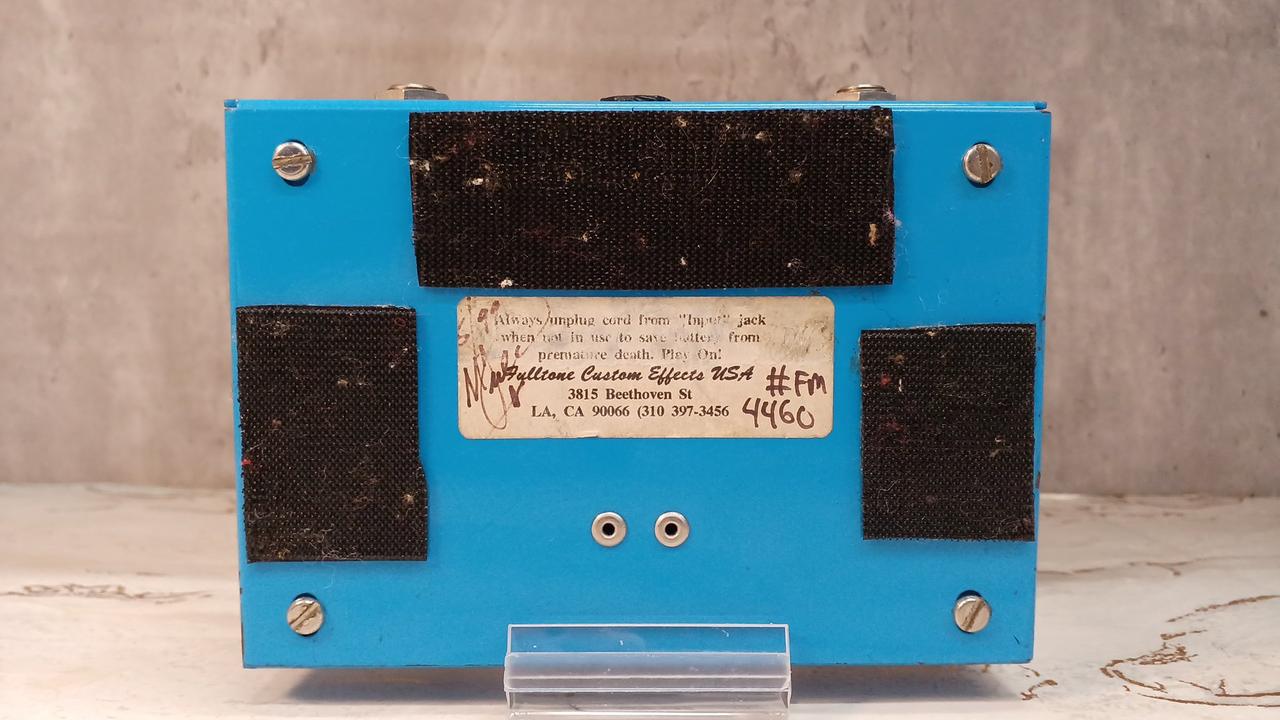 Always unplug cord from "Input" jack
when not in use to save battery from
premature death. Play On!
Fulltone Custom Effects USA
3815 Beethoven St
LA, CA 90066 (310 397-3456
#FM
4460